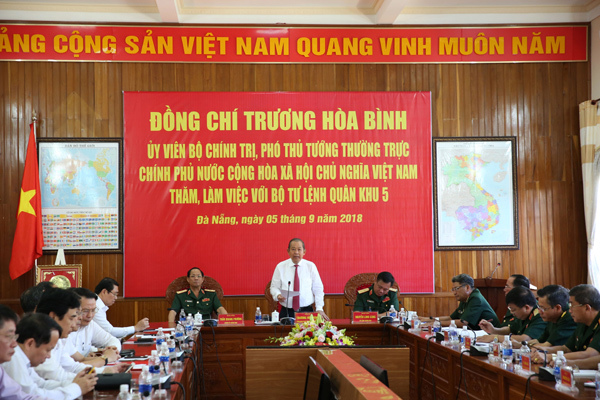 ẢNG CỘNG SẢN VIỆT NAM QUANG VINH MUÔN NĂM
ĐỒNG CHÍ TRƯƠNG HÒA BÌNH
ỦY VIÊN BỘ CHÍNH TRỊ, PHÓ THỦ TƯỚNG THƯỜNG TRỰC
CHÍNH PHỦ NƯỚC CỘNG HÒA XÃ HỘI CHỦ NGHĨA VIỆT NAM
THĂM, LÀM VIỆC VỚI BỘ TƯ LỆNH QUÂN KHU 5
Đà Nẵng, ngày 05 tháng 9 năm 2018